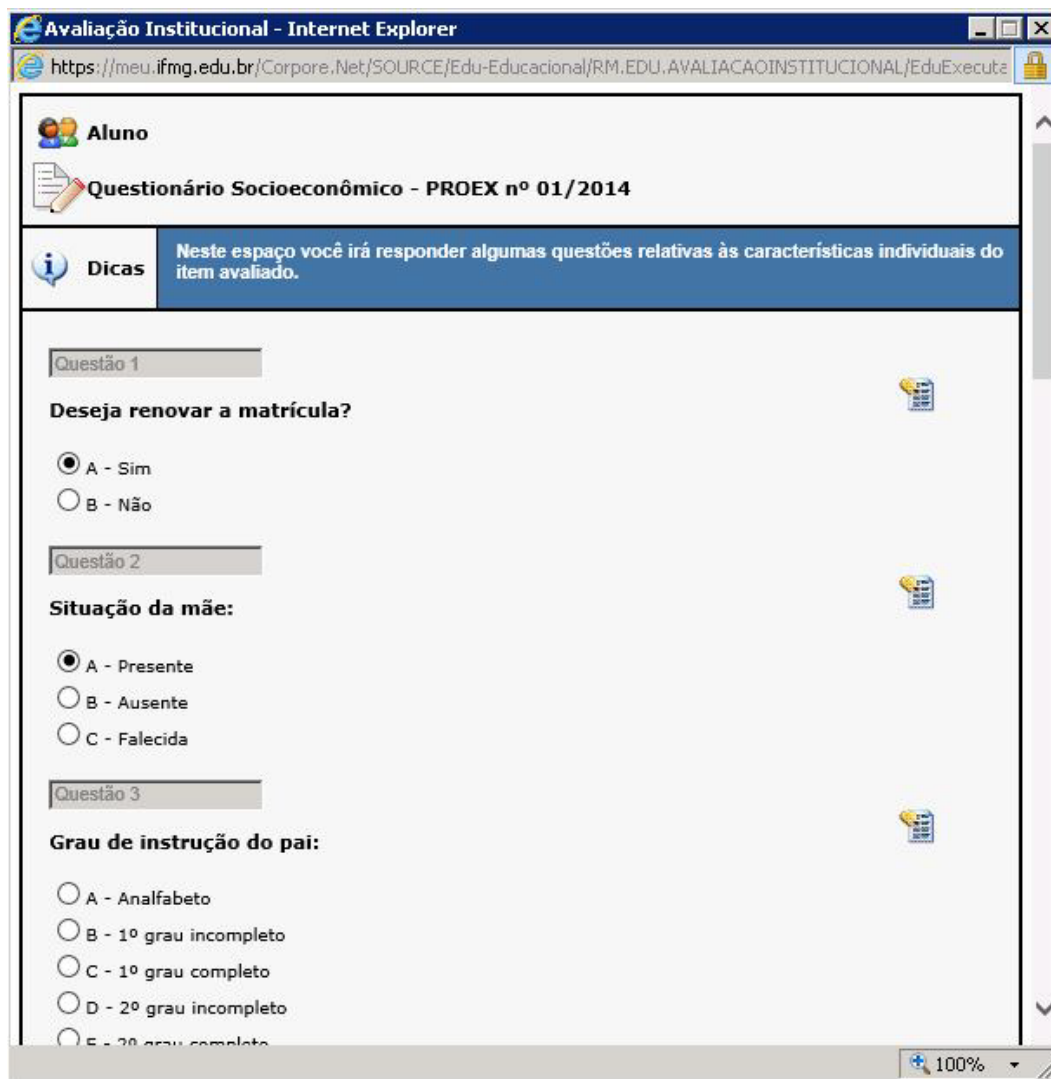 Avaliação Institucional - Internet Explorer
https://meu.ifmg.edu.br/Corpore.Net/SOURCE/Edu-Educacional/RM.EDU.AVALIACAOINSTITUCIONAL/EduExecuta
Aluno
Questionário Socioeconômico - PROEX nº 01/2014
Dicas
Neste espaço você irá responder algumas questões relativas às características individuais do
item avaliado.
Questão 1
Deseja renovar a matrícula?
A - Sim
B - Não
Questão 2
Situação da mãe:
A - Presente
B - Ausente
C - Falecida
Questão 3
Grau de instrução do pai:
A - Analfabeto
B - 1º grau incompleto
C - 1º grau completo
D - 2º grau incompleto
E - 2º grau completo
100%